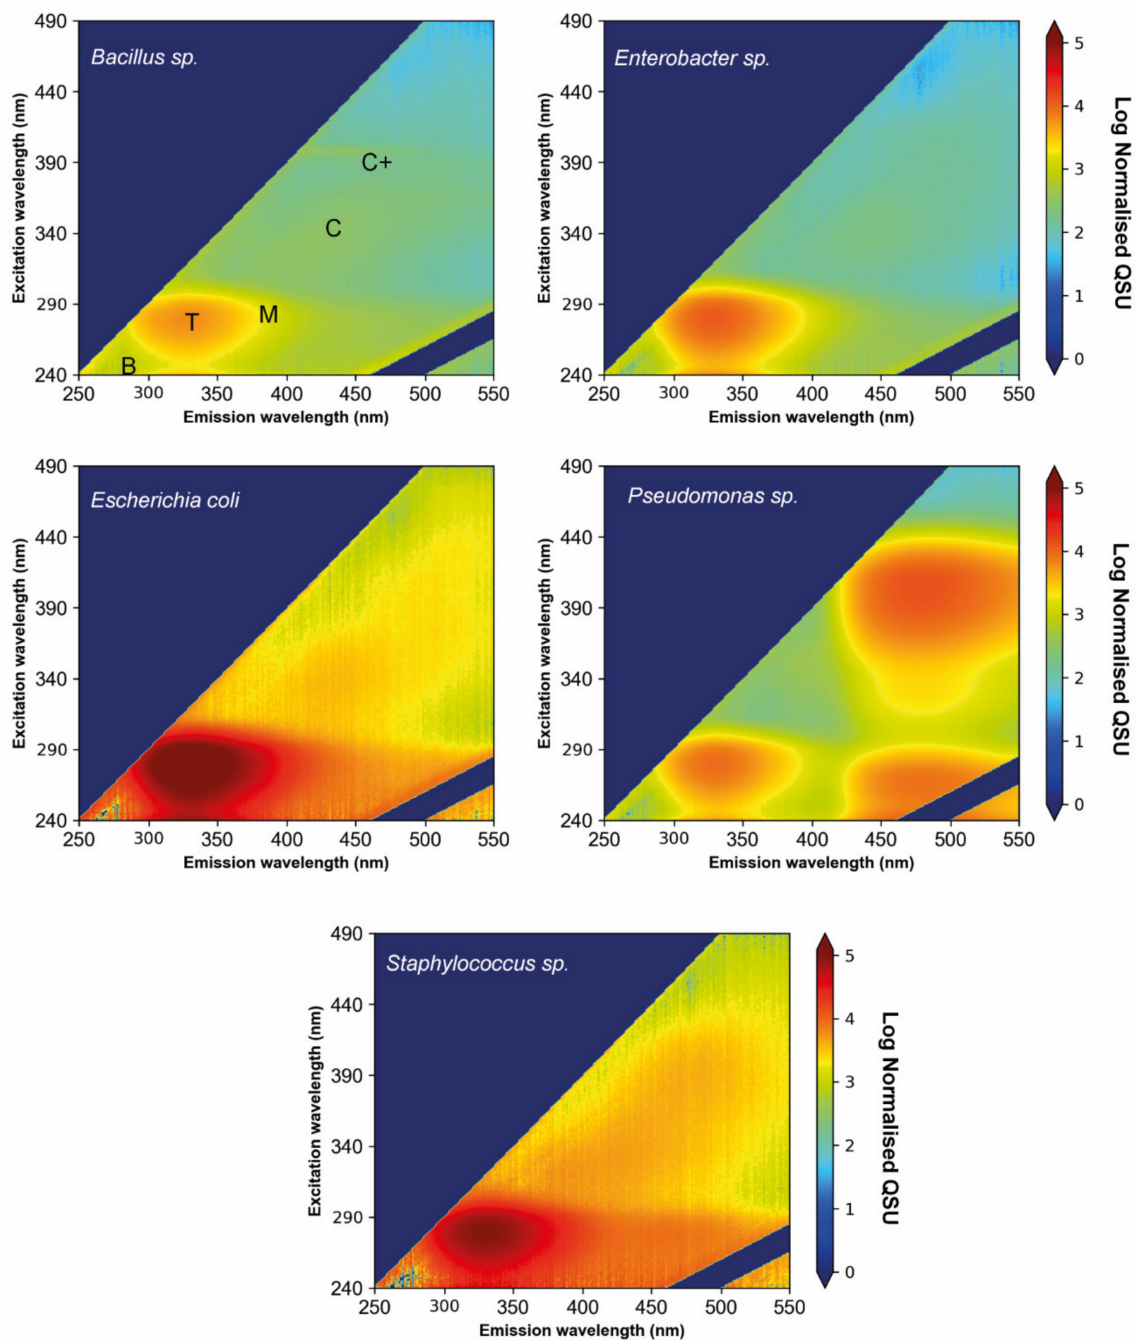 Bacillus sp.
C+
C
T
M
B
490
440
390
340
290
240
250 300 350 400 450 500 550
Excitation wavelength (nm)
Emission wavelength (nm)
Enterobacter sp.
490
440
390
340
290
240
250 300 350 400 450 500 550
Excitation wavelength (nm)
Emission wavelength (nm)
5
4
3
2
1
0
Log Normalised QSU
Escherichia coli
490
440
390
340
290
240
250 300 350 400 450 500 550
Excitation wavelength (nm)
Emission wavelength (nm)
Pseudomonas sp.
490
440
390
340
290
240
250 300 350 400 450 500 550
Excitation wavelength (nm)
Emission wavelength (nm)
5
4
3
2
1
0
Log Normalised QSU
Staphylococcus sp.
490
440
390
340
290
240
250 300 350 400 450 500 550
Excitation wavelength (nm)
Emission wavelength (nm)
5
4
3
2
1
0
Log Normalised QSU